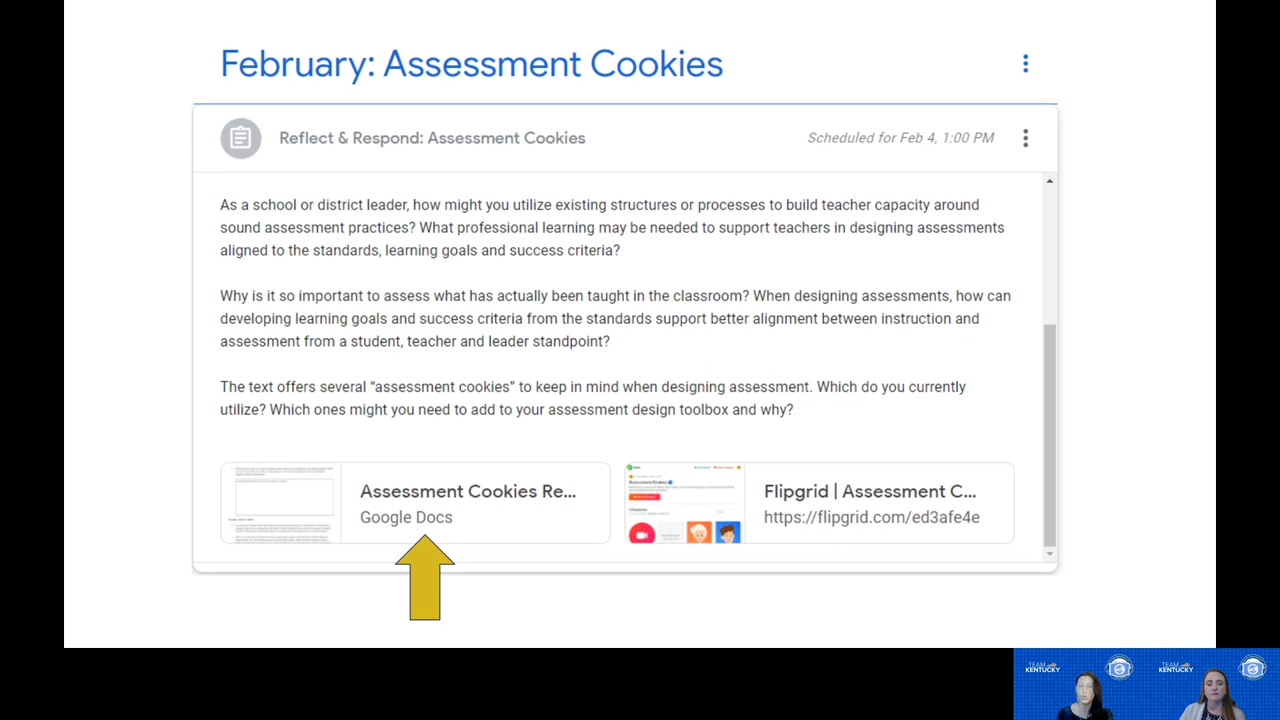 February: Assessment Cookies
Reflect & Respond: Assessment Cookies
Scheduled for Feb 4, 1:00 PM
As a school or district leader, how might you utilize existing structures or processes to build teacher capacity around
sound assessment practices? What professional learning may be needed to support teachers in designing assessments
aligned to the standards, learning goals and success criteria?
Why is it so important to assess what has actually been taught in the classroom? When designing assessments, how can
developing learning goals and success criteria from the standards support better alignment between instruction and
assessment from a student, teacher and leader standpoint?
The text offers several “assessment cookies” to keep in mind when designing assessment. Which do you currently
utilize? Which ones might you need to add to your assessment design toolbox and why?
Assessment Cookies Re...
Google Docs
Flipgrid | Assessment C...
https://flipgrid.com/ed3afe4e
TEAM
KENTUCKY
TEAM
KENTUCKY